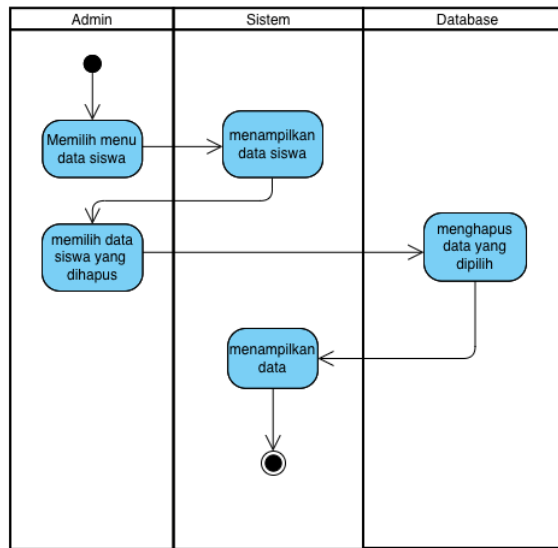 Admin
Sistem
Database
Memilih menu
data siswa
menampilkan
data siswa
memilih data
siswa yang
dihapus
menghapus
data yang
dipilih
menampilkan
data